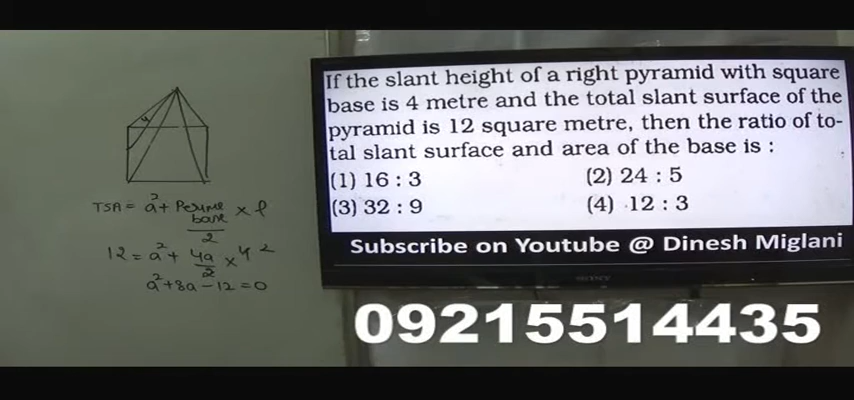 4
TSA = a² + Perime base / 2 × l
12 = a² + 4a / 2 × 4 2
a² + 8a - 12 = 0
If the slant height of a right pyramid with square
base is 4 metre and the total slant surface of the
pyramid is 12 square metre, then the ratio of to-
tal slant surface and area of the base is :
(1) 16 : 3 (2) 24 : 5
(3) 32 : 9 (4) 12 : 3
Subscribe on Youtube @ Dinesh Miglani
SONY
09215514435